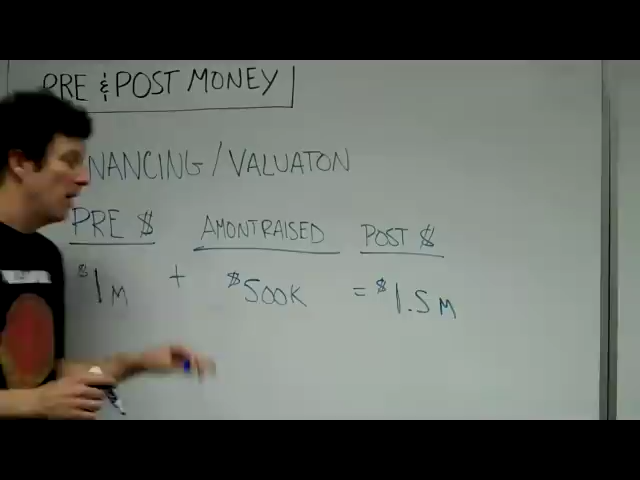 PRE & POST MONEY
NANCING/VALUATON
PRE $ AMONTRAISED POST $
$1M + $500K = $1.5M